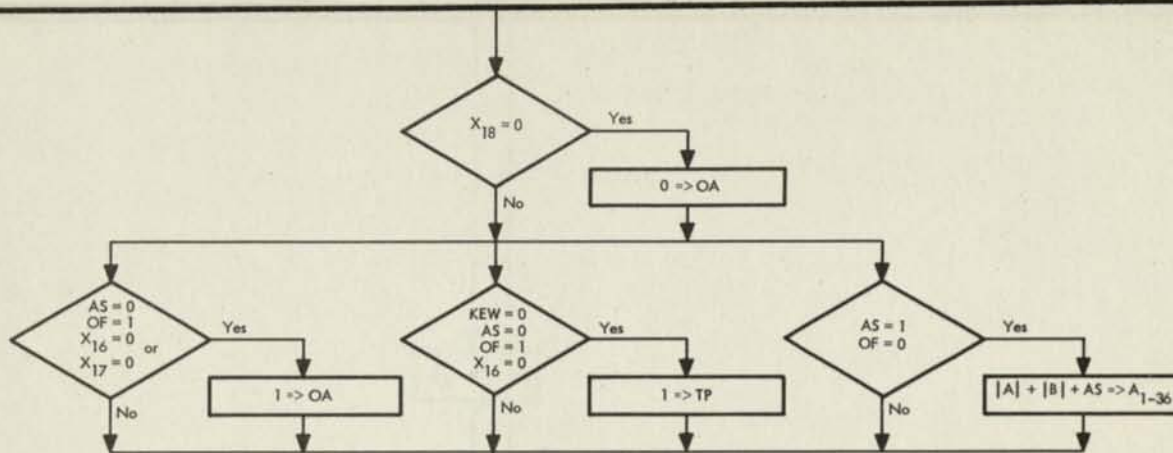 X18 = 0
Yes
0 => OA
No
AS = 0
OF = 1
X16 = 0 or
X17 = 0
Yes
1 => OA
No
KEW = 0
AS = 0
OF = 1
X16 = 0
Yes
1 => TP
No
AS = 1
OF = 0
Yes
|A| + |B| + AS => A1-36
No